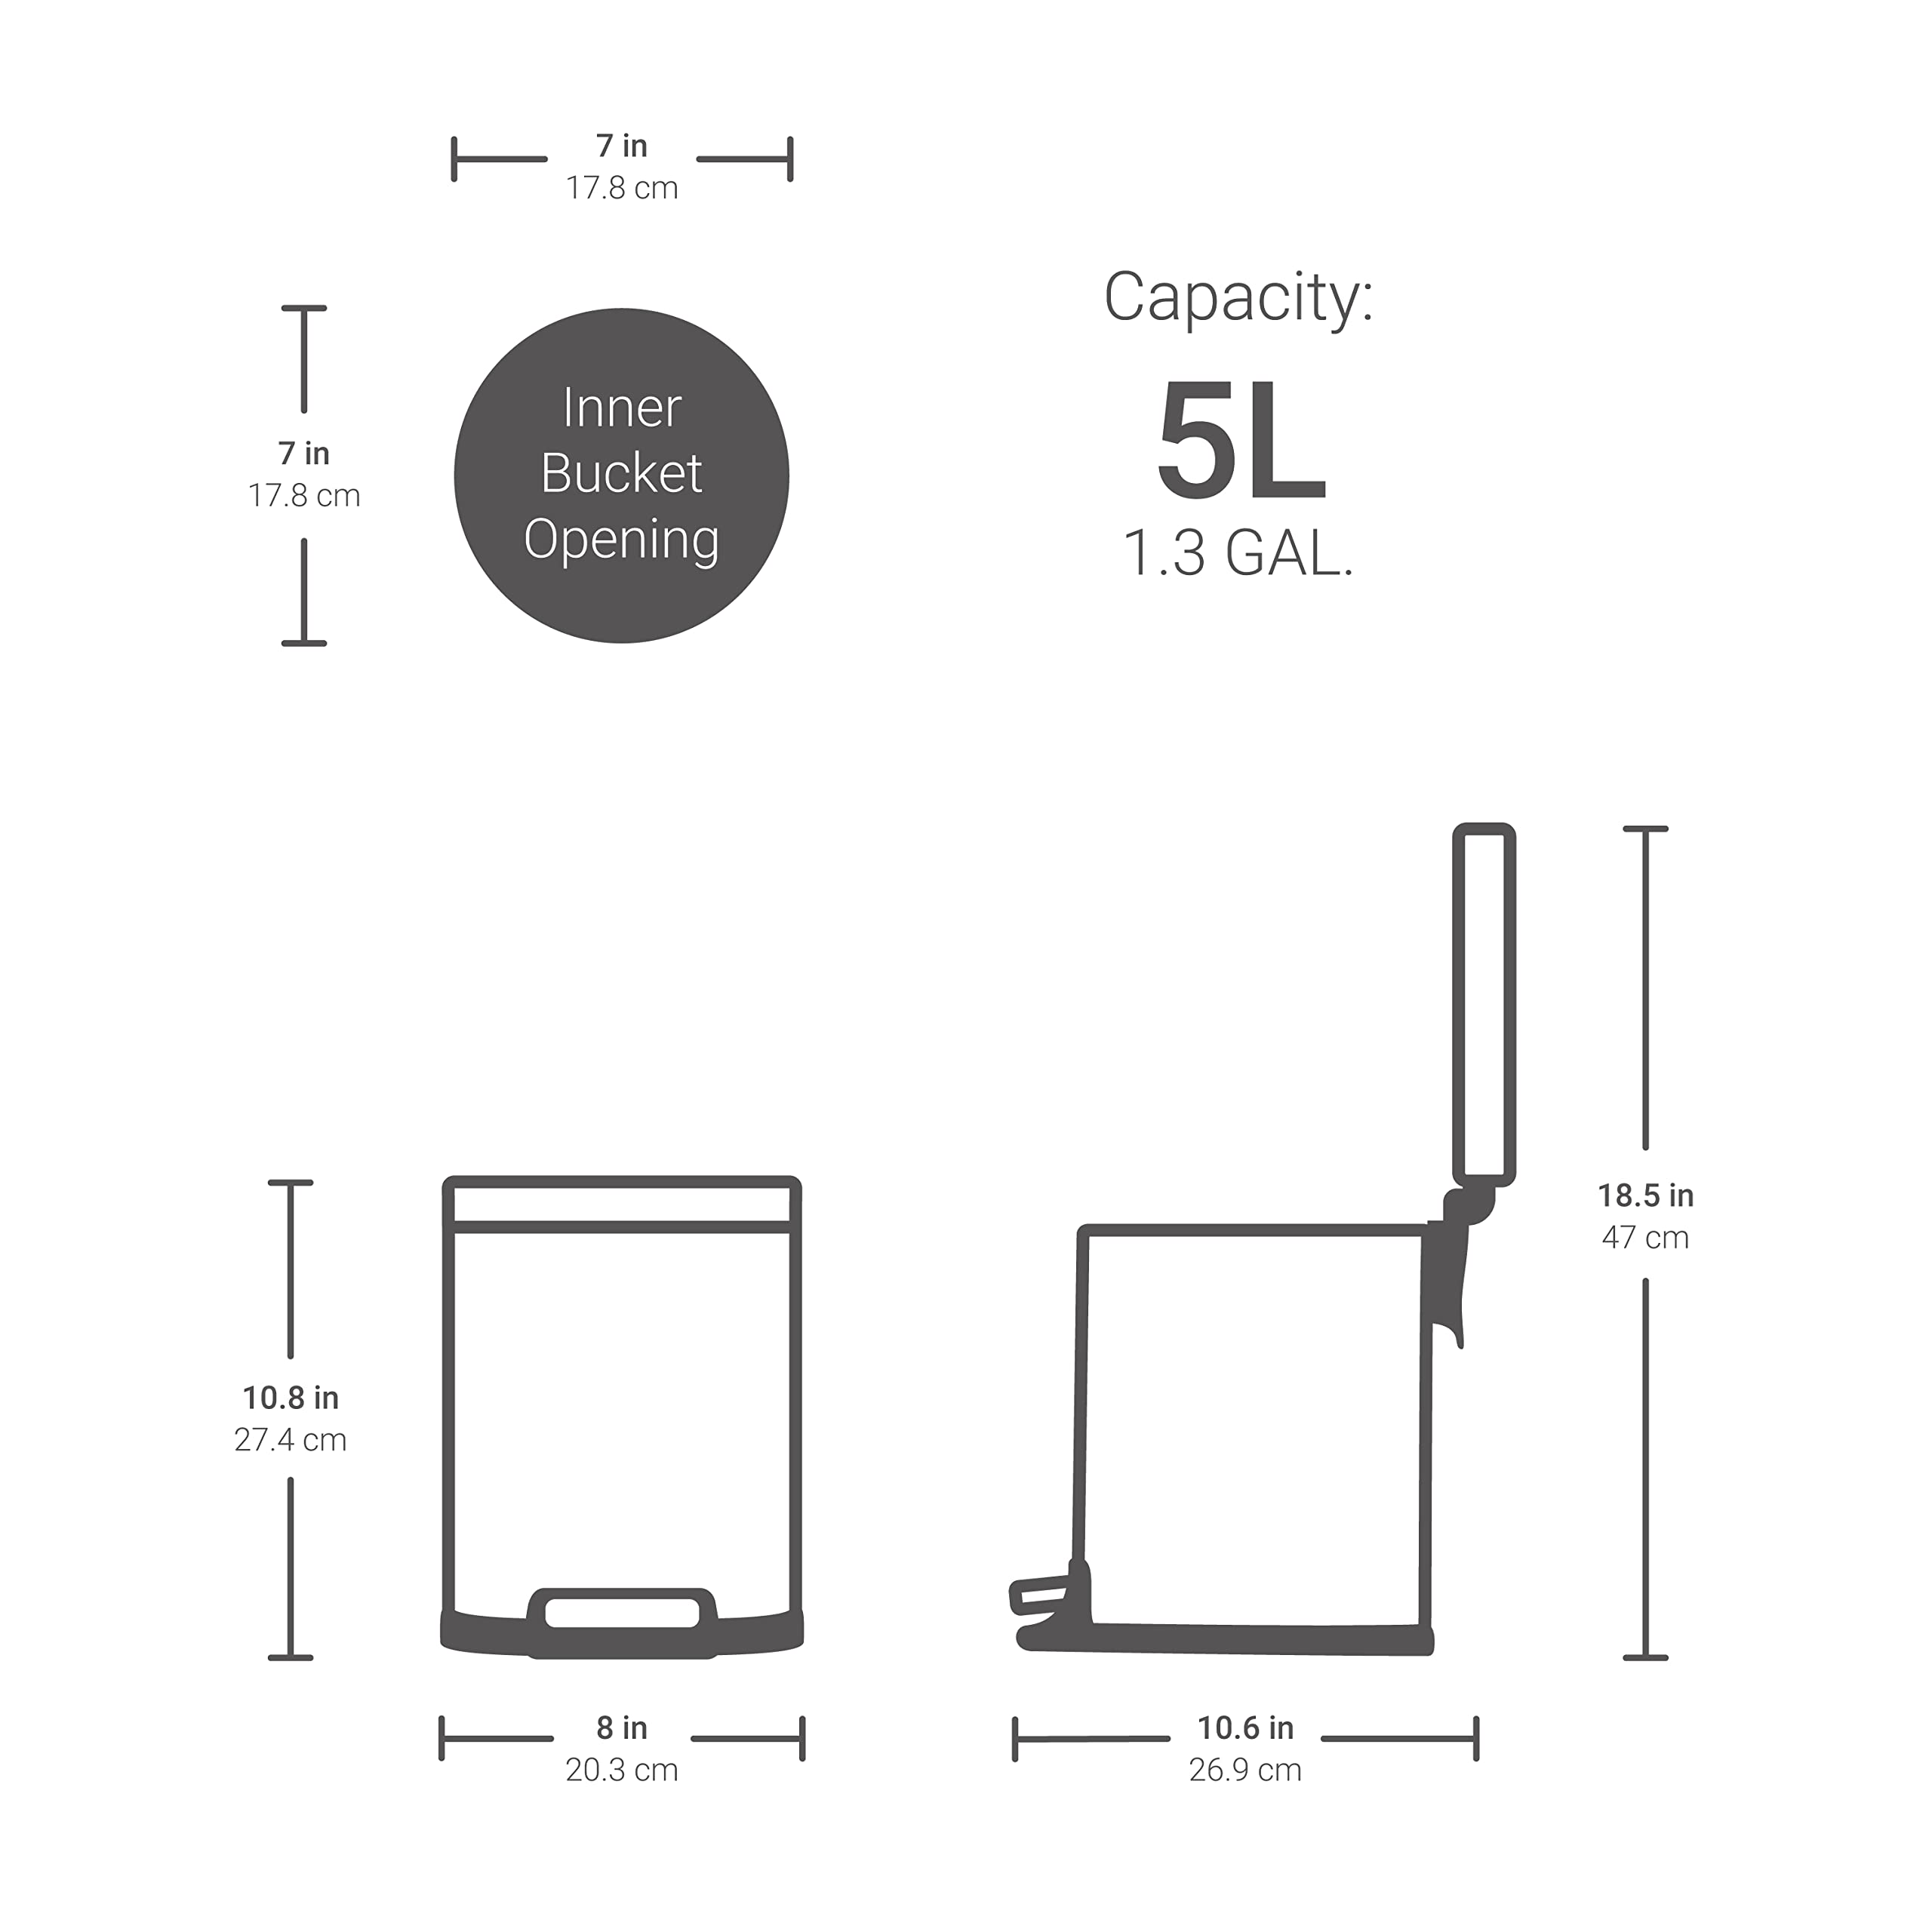 7 in
17.8 cm
7 in
17.8 cm
Inner
Bucket
Opening
Capacity:
5L
1.3 GAL.
18.5 in
47 cm
10.8 in
27.4 cm
8 in
20.3 cm
10.6 in
26.9 cm